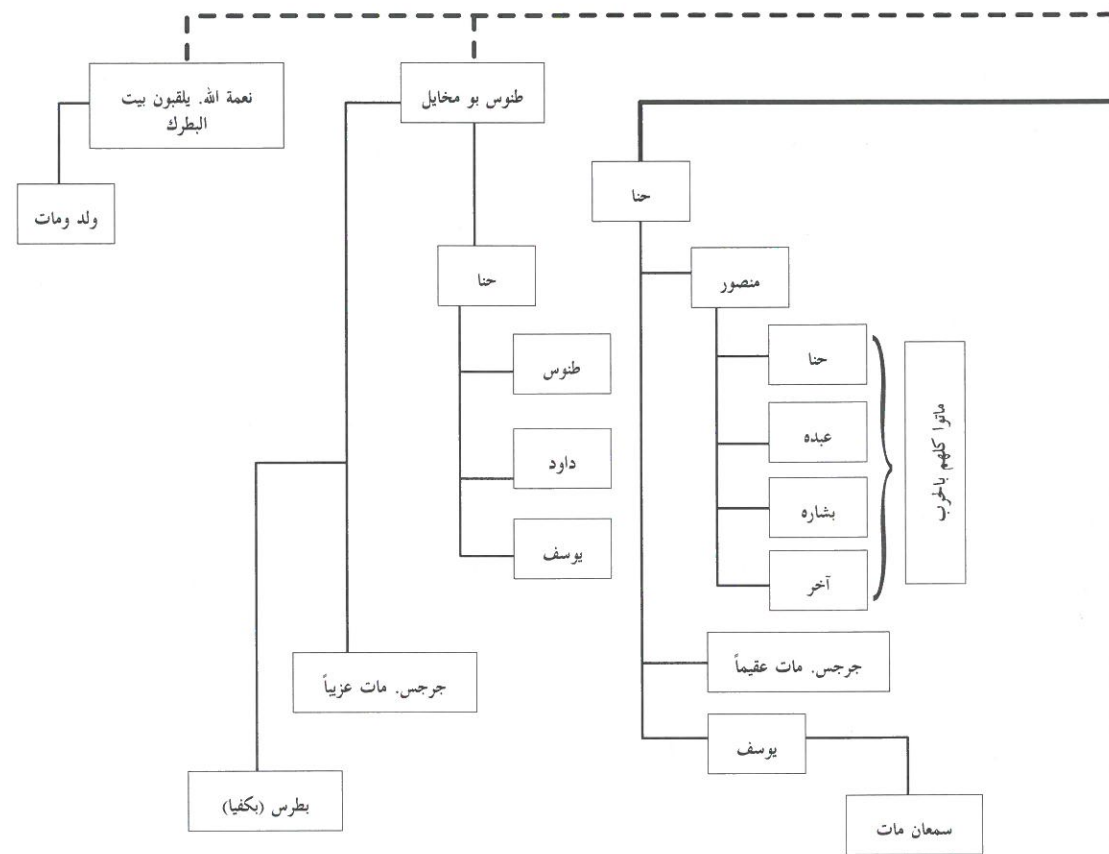 نعمة الله. يلقبون بيت
البطرك
ولد ومات
طنوس بو مخايل
حنا
طنوس
داود
يوسف
جرجس. مات عزيباً
بطرس (بكفيا)
حنا
منصور
حنا
عبده
بشاره
آخر
ماتوا كلهم بالحرب
جرجس. مات عقيماً
يوسف
سمعان مات